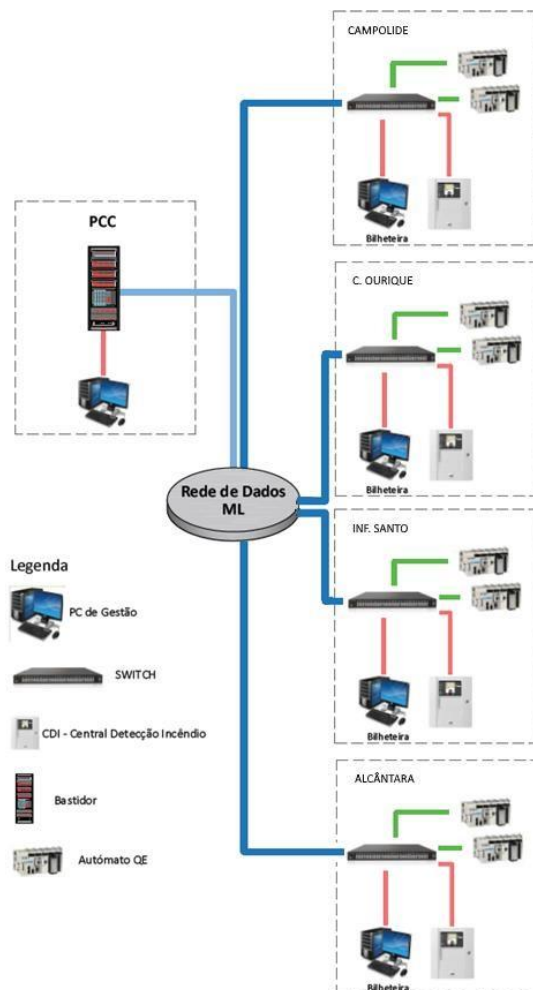 CAMPOLIDE
Bilheteira
PCC
C. OURIQUE
Bilheteira
Rede de Dados
ML
INF. SANTO
Bilheteira
Legenda
PC de Gestão
SWITCH
CDI - Central Detecção Incêndio
Bastidor
Autómato QE
ALCÂNTARA
Bilheteira